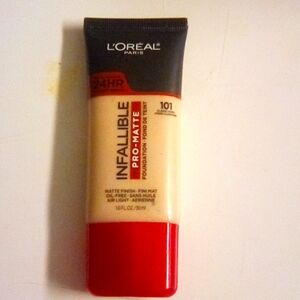 L'ORÉAL
PARIS
24HR
101
INFALLIBLE
PRO-MATTE
FOUNDATION • FOND DE TEINT
MATTE FINISH • FINI MAT
OIL-FREE • SANS HUILE
AIR LIGHT • AÉRIENNE
1.0 FL OZ/30 ml